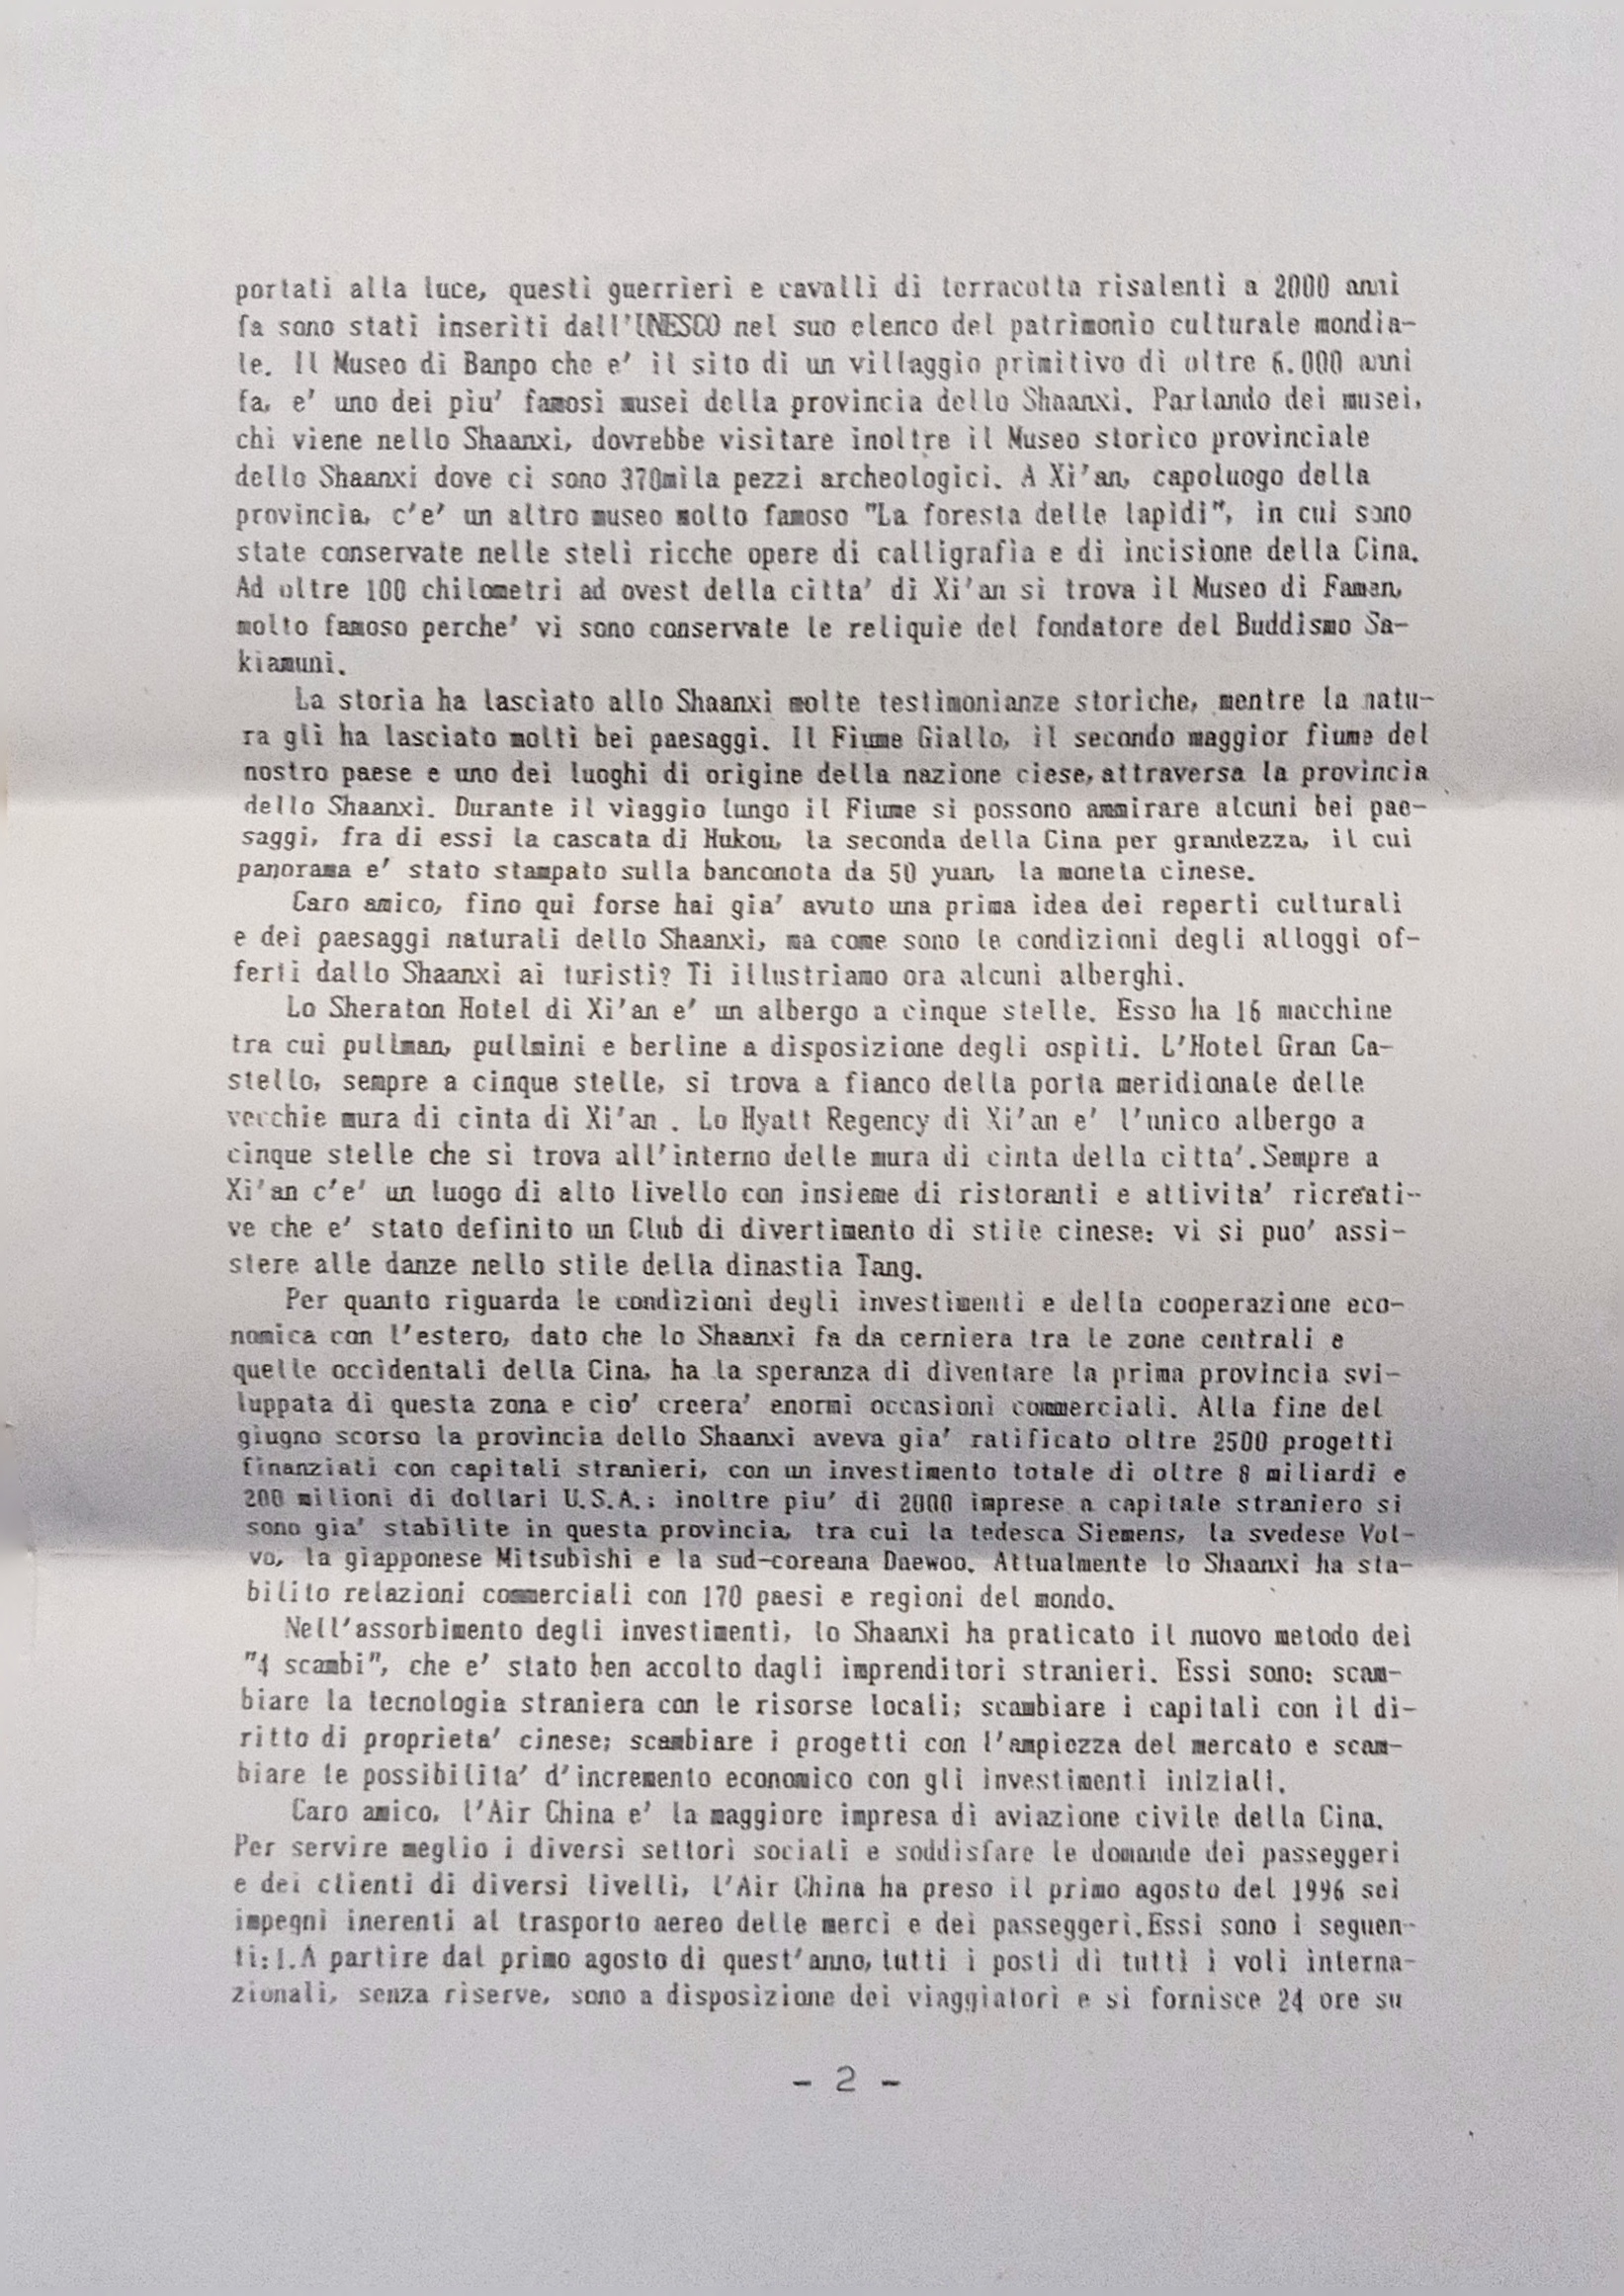 portati alla luce, questi guerrieri e cavalli di terracotta risalenti a 2000 anni
fa sono stati inseriti dall'UNESCO nel suo elenco del patrimonio culturale mondia-
le. Il Museo di Banpo che e' il sito di un villaggio primitivo di oltre 6.000 anni
fa, e' uno dei piu' famosi musei della provincia dello Shaanxi. Parlando dei musei,
chi viene nello Shaanxi, dovrebbe visitare inoltre il Museo storico provinciale
dello Shaanxi dove ci sono 370mila pezzi archeologici. A Xi'an, capoluogo della
provincia, c'e' un altro museo molto famoso "La foresta delle lapidi", in cui sono
state conservate nelle steli ricche opere di calligrafia e di incisione della Cina.
Ad oltre 100 chilometri ad ovest della citta' di Xi'an si trova il Museo di Famen,
molto famoso perche' vi sono conservate le reliquie del fondatore del Buddismo Sa-
kiamuni.
La storia ha lasciato allo Shaanxi molte testimonianze storiche, mentre la natu-
ra gli ha lasciato molti bei paesaggi. Il Fiume Giallo, il secondo maggior fiume del
nostro paese e uno dei luoghi di origine della nazione ciese, attraversa la provincia
dello Shaanxi. Durante il viaggio lungo il Fiume si possono ammirare alcuni bei pae-
saggi, fra di essi la cascata di Hukou, la seconda della Cina per grandezza, il cui
panorama e' stato stampato sulla banconota da 50 yuan, la moneta cinese.
Caro amico, fino qui forse hai gia' avuto una prima idea dei reperti culturali
e dei paesaggi naturali dello Shaanxi, ma come sono le condizioni degli alloggi of-
ferti dallo Shaanxi ai turisti? Ti illustriamo ora alcuni alberghi.
Lo Sheraton Hotel di Xi'an e' un albergo a cinque stelle. Esso ha 16 macchine
tra cui pullman, pullmini e berline a disposizione degli ospiti. L'Hotel Gran Ca-
stello, sempre a cinque stelle, si trova a fianco della porta meridionale delle
vecchie mura di cinta di Xi'an . Lo Hyatt Regency di Xi'an e' l'unico albergo a
cinque stelle che si trova all'interno delle mura di cinta della citta'.Sempre a
Xi'an c'e' un luogo di alto livello con insieme di ristoranti e attivita' ricreati-
ve che e' stato definito un Club di divertimento di stile cinese: vi si puo' assi-
stere alle danze nello stile della dinastia Tang.
Per quanto riguarda le condizioni degli investimenti e della cooperazione eco-
nomica con l'estero, dato che lo Shaanxi fa da cerniera tra le zone centrali e
quelle occidentali della Cina, ha la speranza di diventare la prima provincia svi-
luppata di questa zona e cio' creera' enormi occasioni commerciali. Alla fine del
giugno scorso la provincia dello Shaanxi aveva gia' ratificato oltre 2500 progetti
finanziati con capitali stranieri, con un investimento totale di oltre 8 miliardi e
200 milioni di dollari U.S.A.; inoltre piu' di 2000 imprese a capitale straniero si
sono gia' stabilite in questa provincia, tra cui la tedesca Siemens, la svedese Vol-
vo, la giapponese Mitsubishi e la sud-coreana Daewoo. Attualmente lo Shaanxi ha sta-
bilito relazioni commerciali con 170 paesi e regioni del mondo.
Nell'assorbimento degli investimenti, lo Shaanxi ha praticato il nuovo metodo dei
"4 scambi", che e' stato ben accolto dagli imprenditori stranieri. Essi sono: scam-
biare la tecnologia straniera con le risorse locali; scambiare i capitali con il di-
ritto di proprieta' cinese; scambiare i progetti con l'ampiezza del mercato e scam-
biare le possibilita' d'incremento economico con gli investimenti iniziali.
Caro amico, l'Air China e' la maggiore impresa di aviazione civile della Cina.
Per servire meglio i diversi settori sociali e soddisfare le domande dei passeggeri
e dei clienti di diversi livelli, l'Air China ha preso il primo agosto del 1996 sei
impegni inerenti al trasporto aereo delle merci e dei passeggeri.Essi sono i seguen-
ti:1.A partire dal primo agosto di quest'anno, tutti i posti di tutti i voli interna-
zionali, senza riserve, sono a disposizione dei viaggiatori e si fornisce 24 ore su
- 2 -